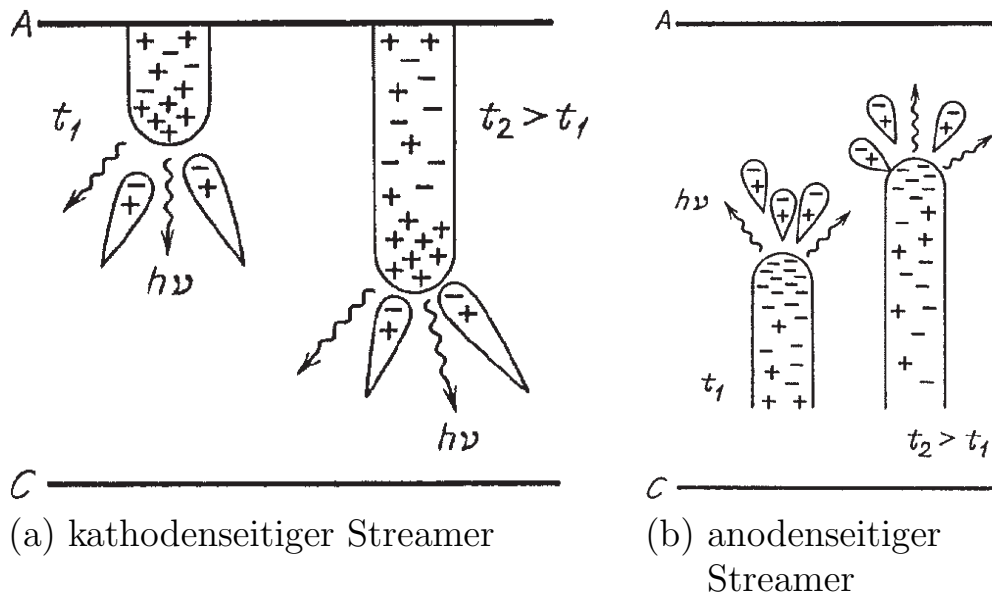 A
t₁
t₂ > t₁
hν
hν
C
(a) kathodenseitiger Streamer
A
hν
t₁
t₂ > t₁
C
(b) anodenseitiger
Streamer